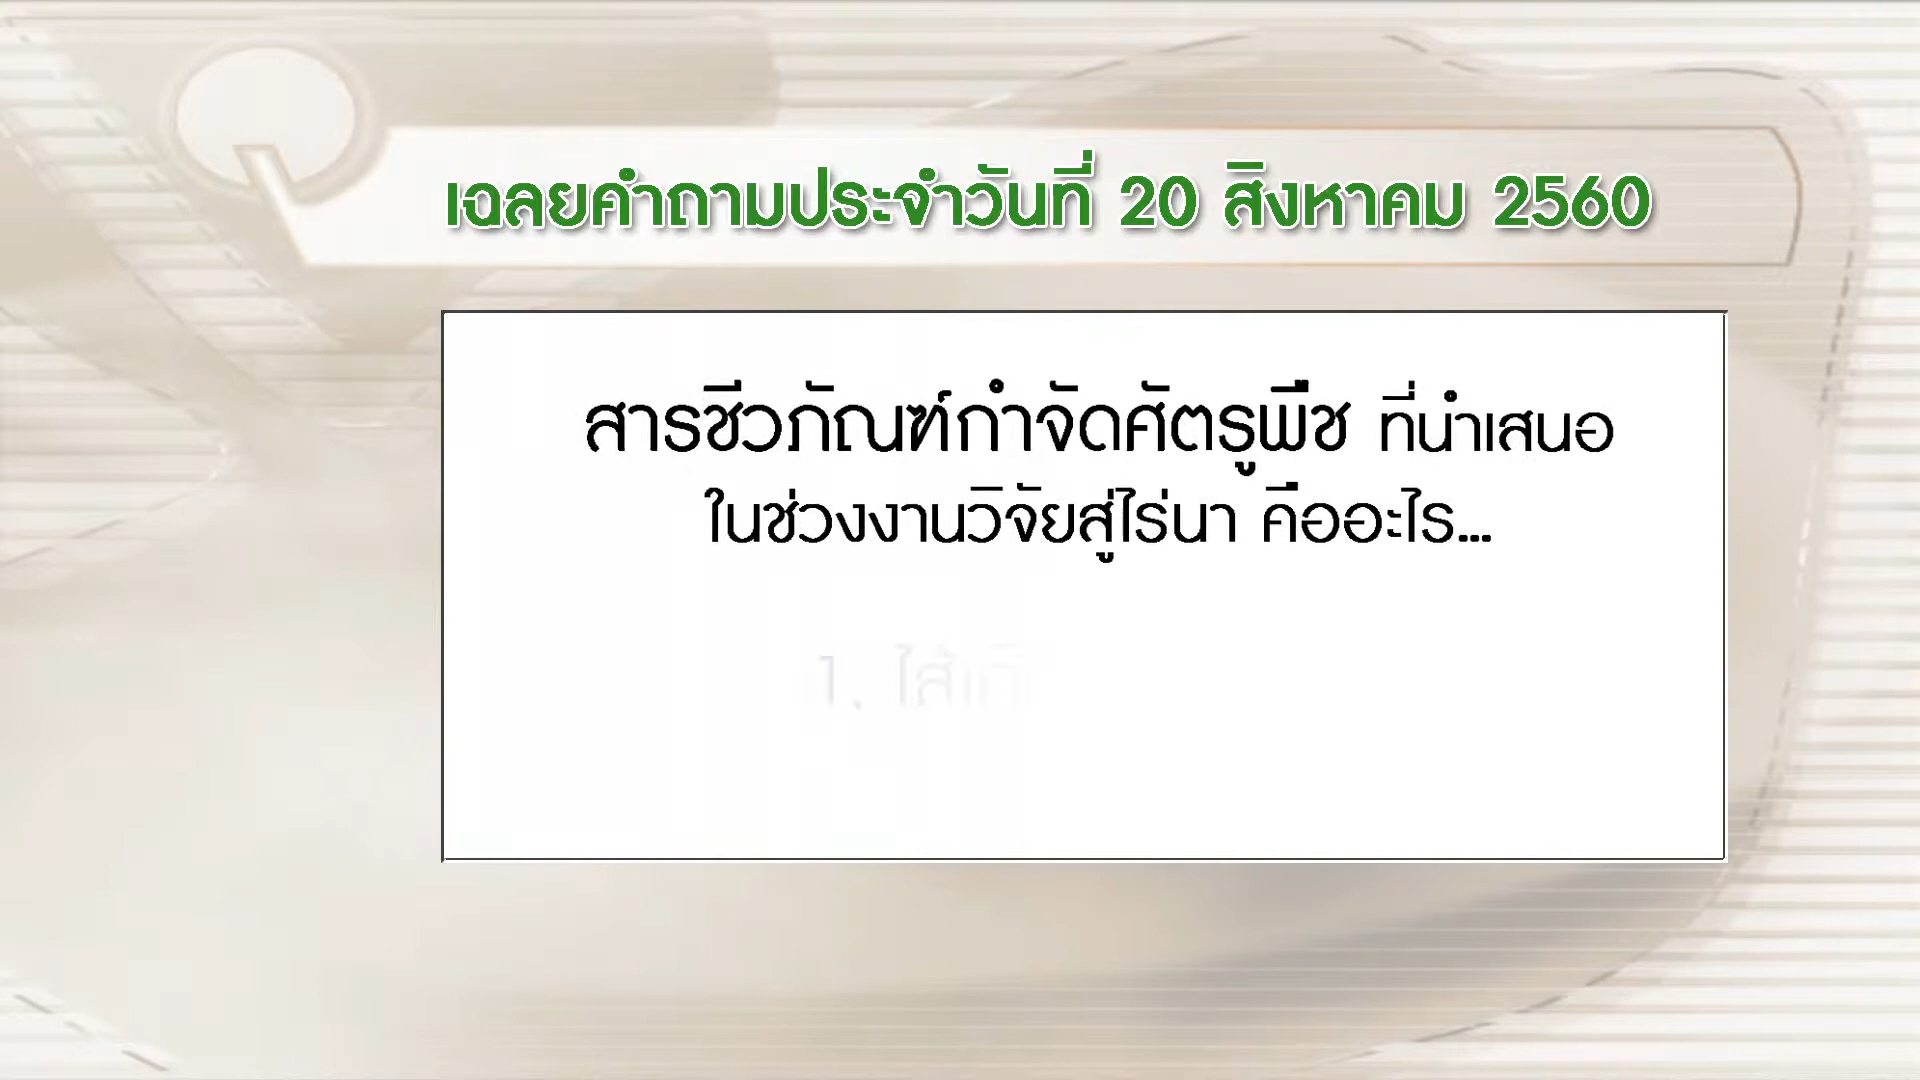 เฉลยคำถามประจำวันที่ 20 สิงหาคม 2560
สารชีวภัณฑ์กำจัดศัตรูพืช ที่นำเสนอ
ในช่วงงานวิจัยสู่ไร่นา คืออะไร...
1.